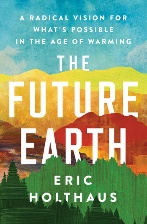 A RADICAL VISION FOR
WHAT'S POSSIBLE
IN THE AGE OF WARMING
THE
FUTURE
EARTH
ERIC
HOLTHAUS